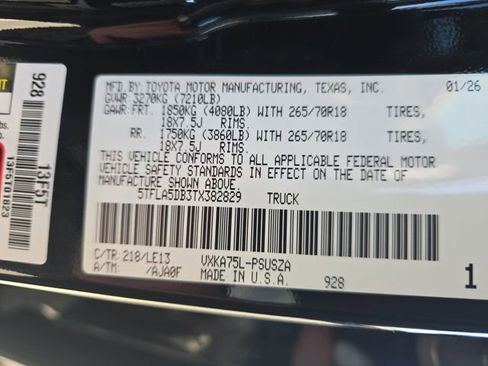 MFD.BY:TOYOTA MOTOR MANUFACTURING, TEXAS, INC. 01/26
GVWR 3270KG (7210LB)
GAWR:FRT. 1850KG (4080LB) WITH 265/70R18 TIRES,
18X7.5J RIMS.
RR. 1750KG (3860LB) WITH 265/70R18 TIRES,
18X7.5J RIMS.
THIS VEHICLE CONFORMS TO ALL APPLICABLE FEDERAL MOTOR
VEHICLE SAFETY STANDARDS IN EFFECT ON THE DATE OF
MANUFACTURE SHOWN ABOVE.
5TFLA5DB3TX382829 TRUCK
C/TR:218/LE13 VXKA75L-PSUSZA
A/TM: /AJA0F MADE IN U.S.A. 928 1
928
13F5T
13F5T01823
lbs.